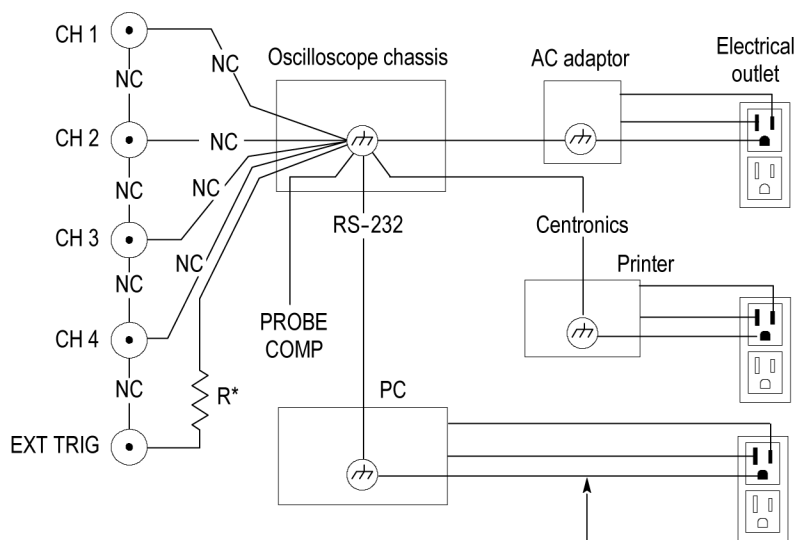 CH 1
NC
NC
Oscilloscope chassis
AC adaptor
Electrical
outlet
CH 2
NC
NC
NC
CH 3
NC
NC
RS-232
Centronics
Printer
CH 4
PROBE
COMP
NC
R*
PC
EXT TRIG